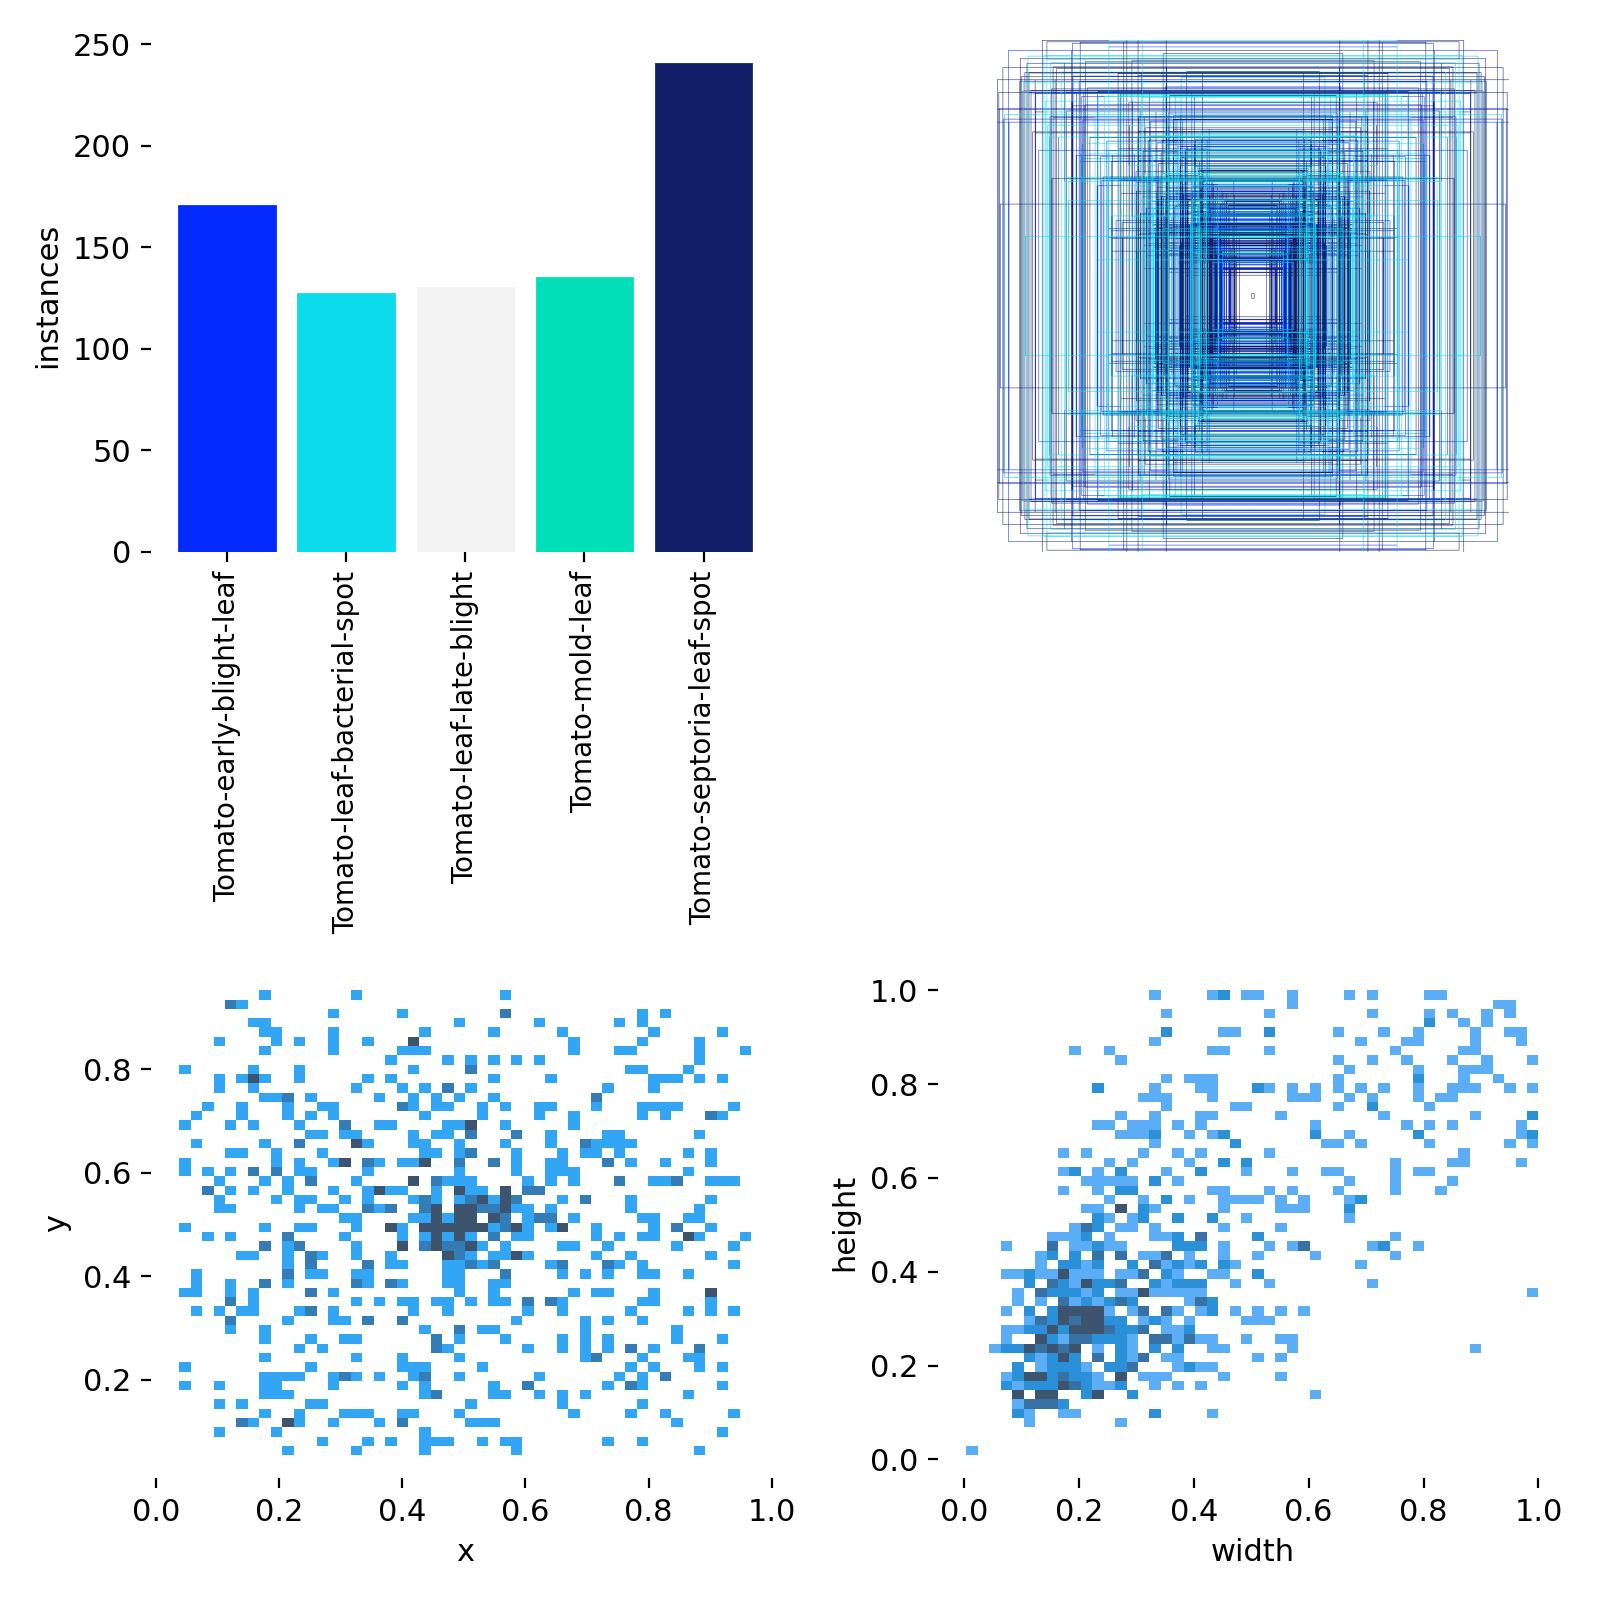 250
200
150
100
50
0
instances
Tomato-early-blight-leaf
Tomato-leaf-bacterial-spot
Tomato-leaf-late-blight
Tomato-mold-leaf
Tomato-septoria-leaf-spot
0.8
0.6
0.4
0.2
y
0.0 0.2 0.4 0.6 0.8 1.0
x
1.0
0.8
0.6
0.4
0.2
0.0
height
0.0 0.2 0.4 0.6 0.8 1.0
width